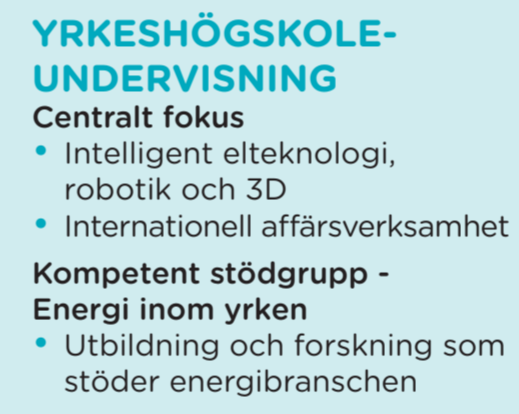 YRKESHÖGSKOLE-
UNDERVISNING
Centralt fokus
• Intelligent elteknologi,
robotik och 3D
• Internationell affärsverksamhet
Kompetent stödgrupp -
Energi inom yrken
• Utbildning och forskning som
stöder energibranschen